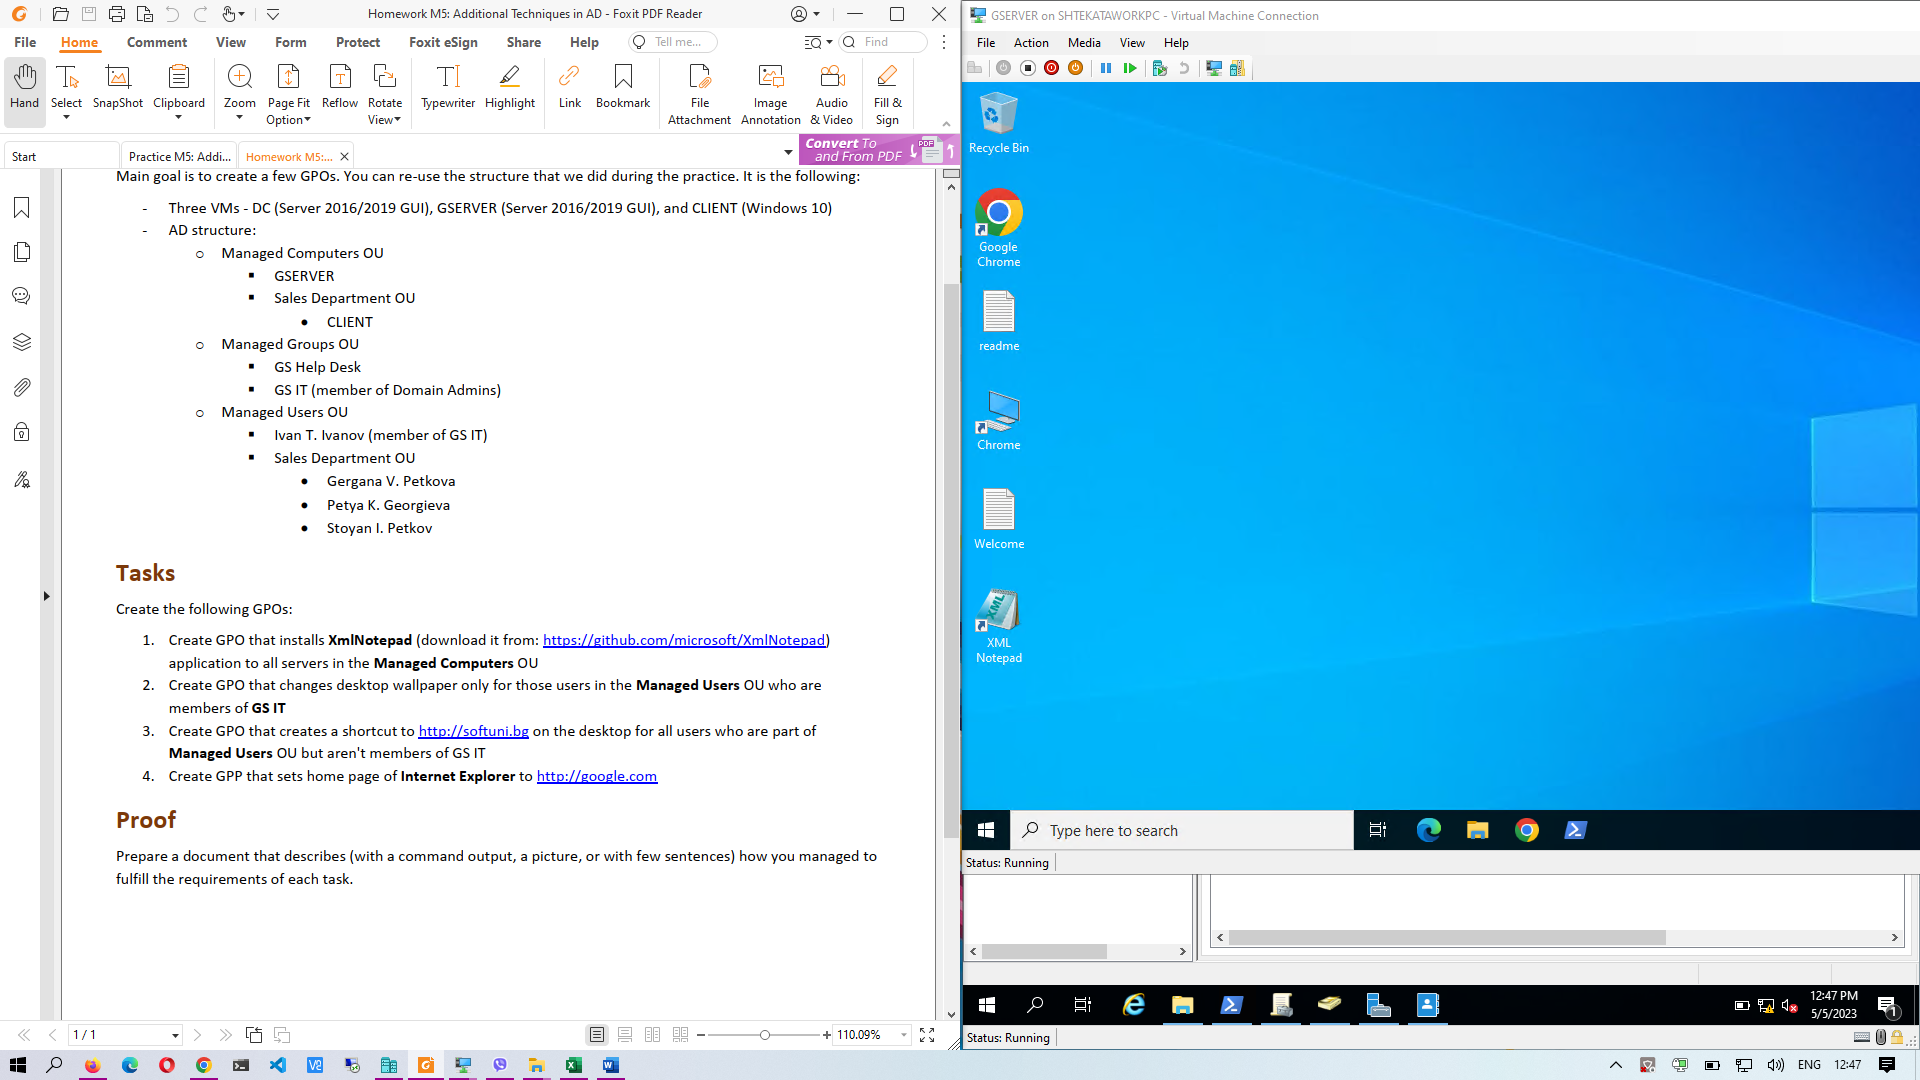 Homework M5: Additional Techniques in AD - Foxit PDF Reader
File Home Comment View Form Protect Foxit eSign Share Help Tell me... Find
Hand Select SnapShot Clipboard Zoom Page Fit Option Reflow Rotate View Typewriter Highlight Link Bookmark File Attachment Image Annotation Audio & Video Fill & Sign
Start Practice M5: Addi... Homework M5:...
Convert To
and From PDF
PDF
Main goal is to create a few GPOs. You can re-use the structure that we did during the practice. It is the following:
- Three VMs - DC (Server 2016/2019 GUI), GSERVER (Server 2016/2019 GUI), and CLIENT (Windows 10)
- AD structure:
o Managed Computers OU
▪ GSERVER
▪ Sales Department OU
• CLIENT
o Managed Groups OU
▪ GS Help Desk
▪ GS IT (member of Domain Admins)
o Managed Users OU
▪ Ivan T. Ivanov (member of GS IT)
▪ Sales Department OU
• Gergana V. Petkova
• Petya K. Georgieva
• Stoyan I. Petkov
Tasks
Create the following GPOs:
1. Create GPO that installs XmlNotepad (download it from: https://github.com/microsoft/XmlNotepad)
application to all servers in the Managed Computers OU
2. Create GPO that changes desktop wallpaper only for those users in the Managed Users OU who are
members of GS IT
3. Create GPO that creates a shortcut to http://softuni.bg on the desktop for all users who are part of
Managed Users OU but aren't members of GS IT
4. Create GPP that sets home page of Internet Explorer to http://google.com
Proof
Prepare a document that describes (with a command output, a picture, or with few sentences) how you managed to
fulfill the requirements of each task.
1 / 1
110.09%
GSERVER on SHTEKATAWORKPC - Virtual Machine Connection
File Action Media View Help
Recycle Bin
Google
Chrome
readme
Chrome
Welcome
XML
XML
Notepad
Type here to search
Status: Running
12:47 PM
5/5/2023
1
Status: Running
ENG 12:47